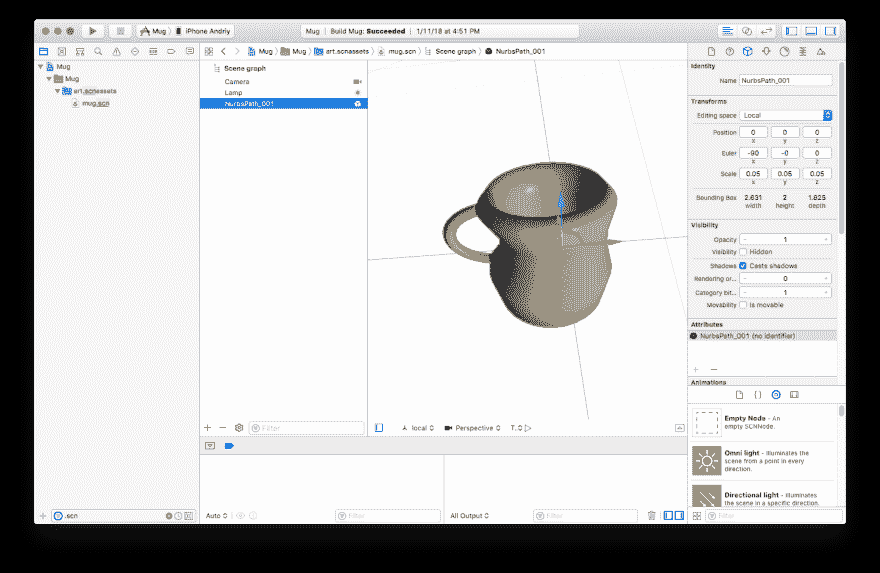 Mug
iPhone Andriy
Mug | Build Mug: Succeeded | 1/11/18 at 4:51 PM
Mug
Mug
art.scnassets
mug.scn
Scene graph
NurbsPath_001
Mug
Mug
art.scnassets
mug.scn
Scene graph
Camera
Lamp
NurbsPath_001
Identity
Name NurbsPath_001
Transforms
Editing space Local
Position 0 0 0
x y z
Euler -90 -0 0
x y z
Scale 0.05 0.05 0.05
x y z
Bounding Box 2.631 2 1.825
width height depth
Visibility
Opacity 1
Visibility Hidden
Shadows Casts shadows
Rendering or... 0
Category bit... 1
Movability Is movable
Attributes
NurbsPath_001 (no identifier)
Animations
Empty Node - An
empty SCNNode.
Omni light - Illuminates the
scene from a point in every
direction.
Directional light - Illuminates
the scene in a specific direction.
Filter
local
Perspective
T.
.scn
Auto
Filter
All Output
Filter
Filter